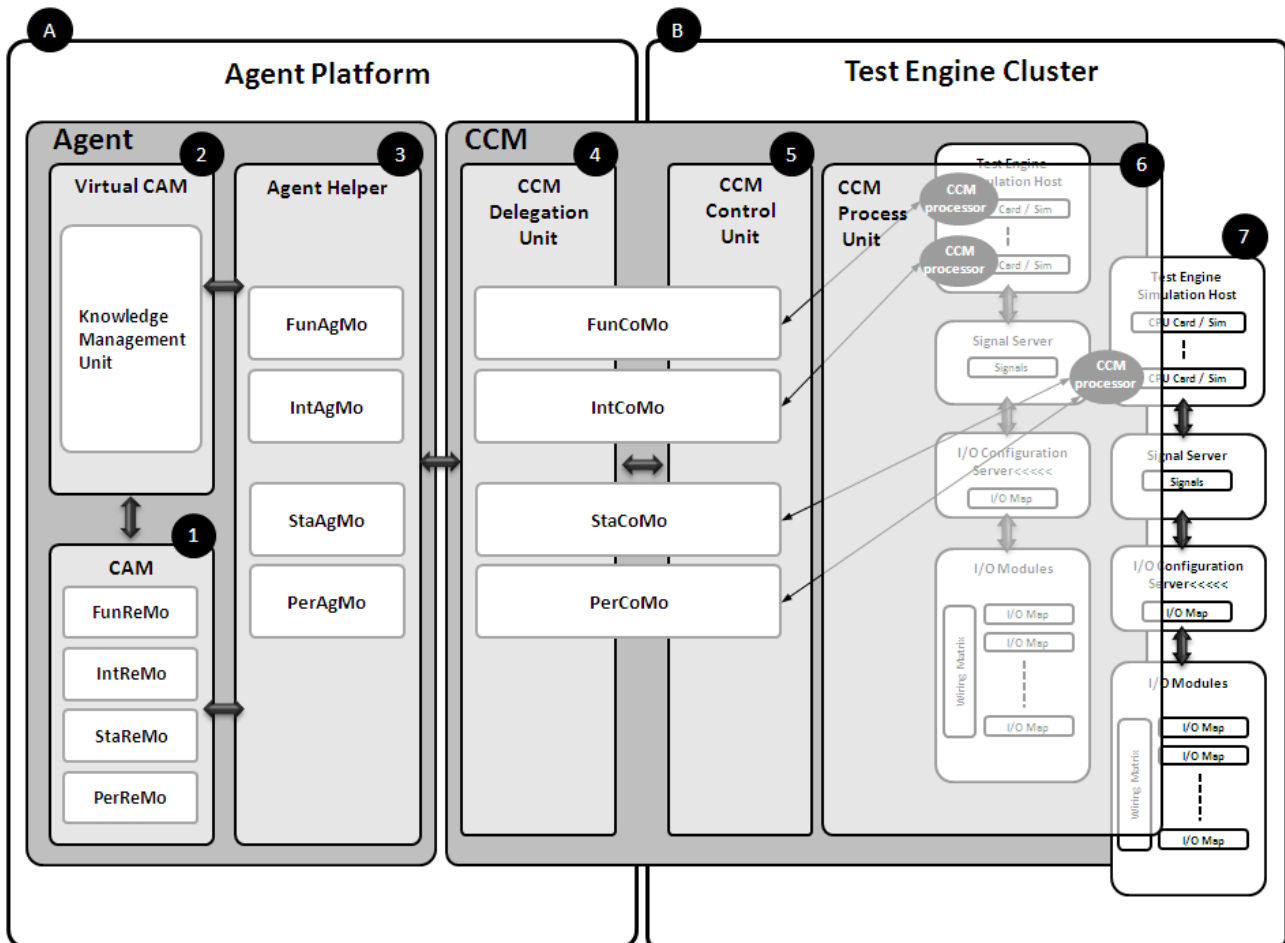 A
B
Agent Platform
Test Engine Cluster
Agent
2
Virtual CAM
Knowledge
Management
Unit
1
CAM
FunReMo
IntReMo
StaReMo
PerReMo
3
Agent Helper
FunAgMo
IntAgMo
StaAgMo
PerAgMo
CCM
4
CCM
Delegation
Unit
5
CCM
Control
Unit
FunCoMo
IntCoMo
StaCoMo
PerCoMo
6
CCM
Process
Unit
Test Engine
ulation Host
CCM
processor
Card / Sim
CCM
processor
Card / Sim
Signal Server
Signals
I/O Configuration
Server<<<<<
I/O Map
I/O Modules
Wiring Matrix
I/O Map
I/O Map
I/O Map
7
Test Engine
Simulation Host
CPU Card / Sim
CCM
processor
CPU Card / Sim
Signal Server
Signals
I/O Configuration
Server<<<<<
I/O Map
I/O Modules
Wiring Matrix
I/O Map
I/O Map
I/O Map